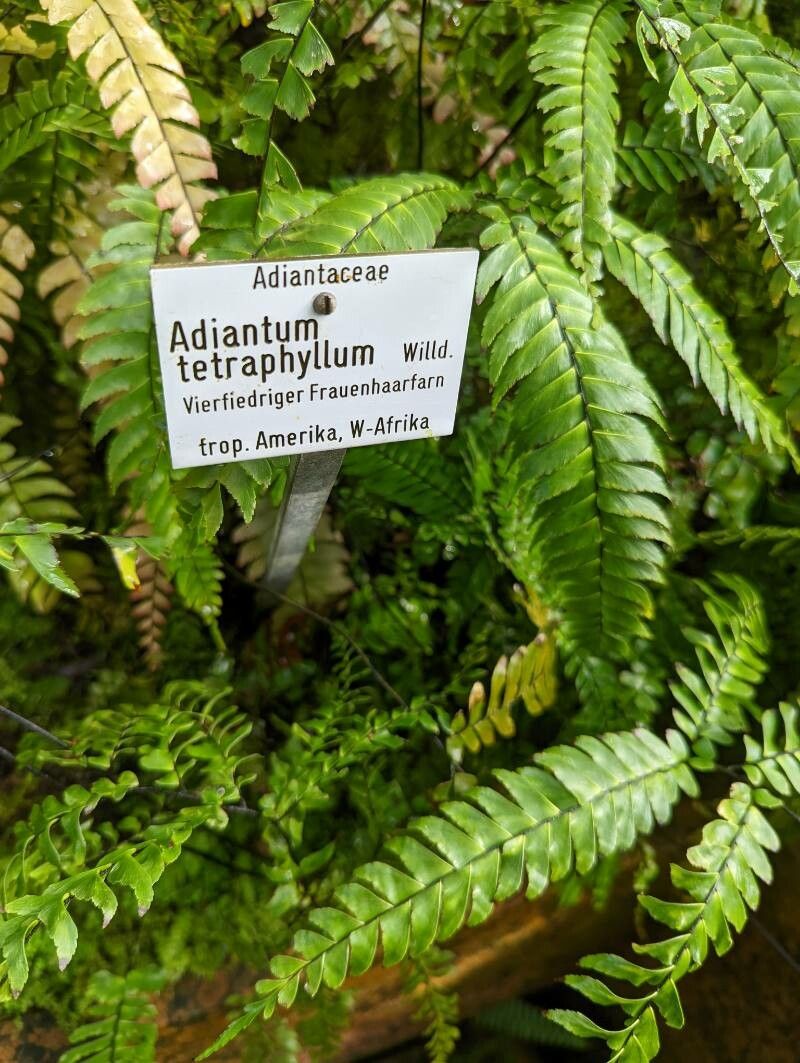 Adiantaceae
Adiantum
tetraphyllum Willd.
Vierfiedriger Frauenhaarfarn
trop. Amerika, W-Afrika